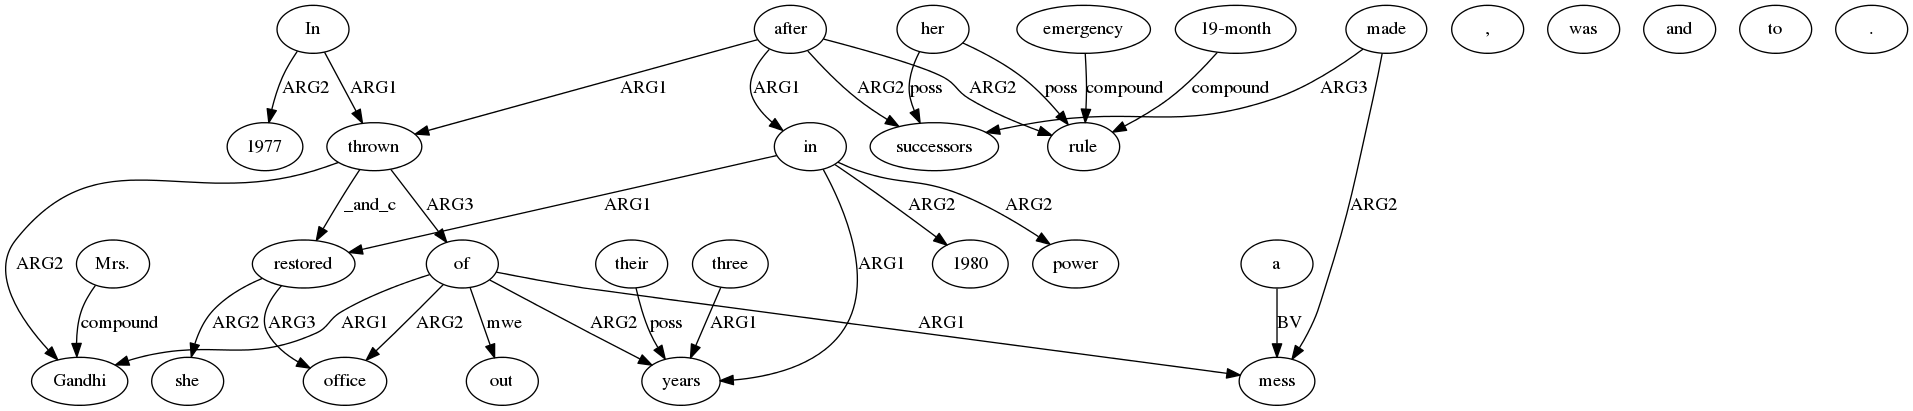 In after her emergency 19-month made , was and to .
ARG2 ARG1 ARG1 ARG1 ARG2 poss ARG2 poss compound compound ARG3
1977 thrown in successors rule
_and_c ARG3 ARG1 ARG2 ARG2 ARG2
ARG2 Mrs. restored of their three ARG1 1980 power a
compound ARG2 ARG3 ARG1 ARG2 mwe ARG2 poss ARG1 ARG1 BV
Gandhi she office out years mess